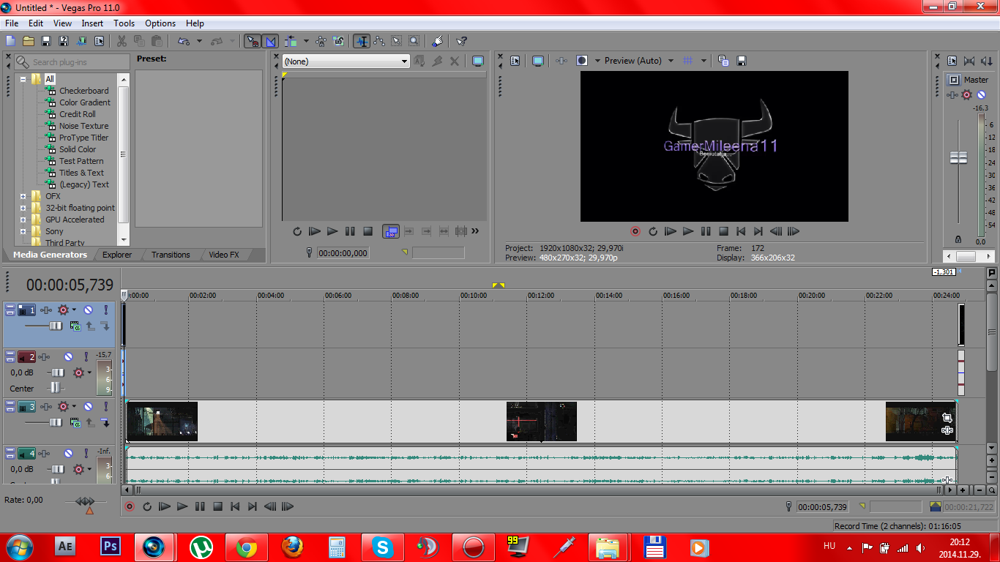 Untitled * - Vegas Pro 11.0
File Edit View Insert Tools Options Help
Search plug-ins
Preset:
All
Checkerboard
Color Gradient
Credit Roll
Noise Texture
ProType Titler
Solid Color
Test Pattern
Titles & Text
(Legacy) Text
OFX
32-bit floating point
GPU Accelerated
Sony
Third Party
Media Generators Explorer Transitions Video FX
(None)
00:00:00,000
Preview (Auto)
GamerMileena11
Bemutatja...
Project: 1920x1080x32; 29,970i Frame: 172
Preview: 480x270x32; 29,970p Display: 366x206x32
Master
-16,3
6
12
18
24
30
36
42
48
54
0,0
00:00:05,739
-1,301
0:00:00 00:02:00 00:04:00 00:06:00 00:08:00 00:10:00 00:12:00 00:14:00 00:16:00 00:18:00 00:20:00 00:22:00 00:24:00
1
2 -15,7
0,0 dB 3
6
Center 9
3
4 -Inf.
0,0 dB 3
6
Center
Rate: 0,00
00:00:05,739 00:00:21,722
Record Time (2 channels): 01:16:05
AE Ps 99 HU 20:12
2014.11.29.